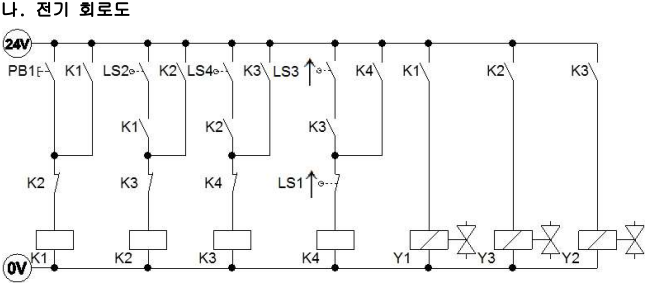 나. 전기 회로도
24V
PB1 K1 LS2 K2 LS4 K3 LS3 K4 K1 K2 K3
K1 K2 K3
K2 K3 K4 LS1
K1 K2 K3 K4 Y1 Y3 Y2
0V